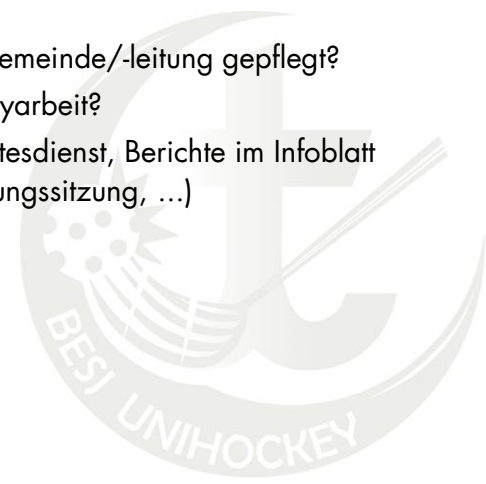 emeinde/-leitung gepflegt?
yarbeit?
tesdienst, Berichte im Infoblatt
ungssitzung, ...)
BESJ UNIHOCKEY